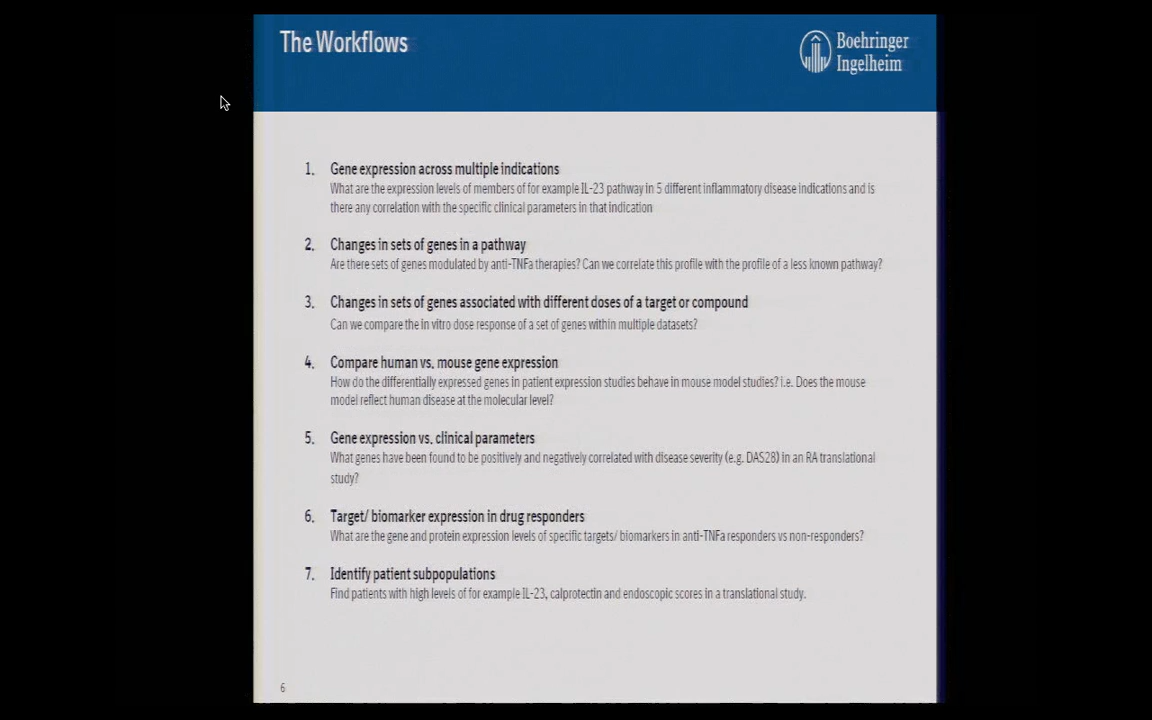 The Workflows
Boehringer
Ingelheim
1. Gene expression across multiple indications
What are the expression levels of members of for example IL-23 pathway in 5 different inflammatory disease indications and is
there any correlation with the specific clinical parameters in that indication
2. Changes in sets of genes in a pathway
Are there sets of genes modulated by anti-TNFa therapies? Can we correlate this profile with the profile of a less known pathway?
3. Changes in sets of genes associated with different doses of a target or compound
Can we compare the in vitro dose response of a set of genes within multiple datasets?
4. Compare human vs. mouse gene expression
How do the differentially expressed genes in patient expression studies behave in mouse model studies? i.e. Does the mouse
model reflect human disease at the molecular level?
5. Gene expression vs. clinical parameters
What genes have been found to be positively and negatively correlated with disease severity (e.g. DAS28) in an RA translational
study?
6. Target/ biomarker expression in drug responders
What are the gene and protein expression levels of specific targets/ biomarkers in anti-TNFa responders vs non-responders?
7. Identify patient subpopulations
Find patients with high levels of for example IL-23, calprotectin and endoscopic scores in a translational study.
6